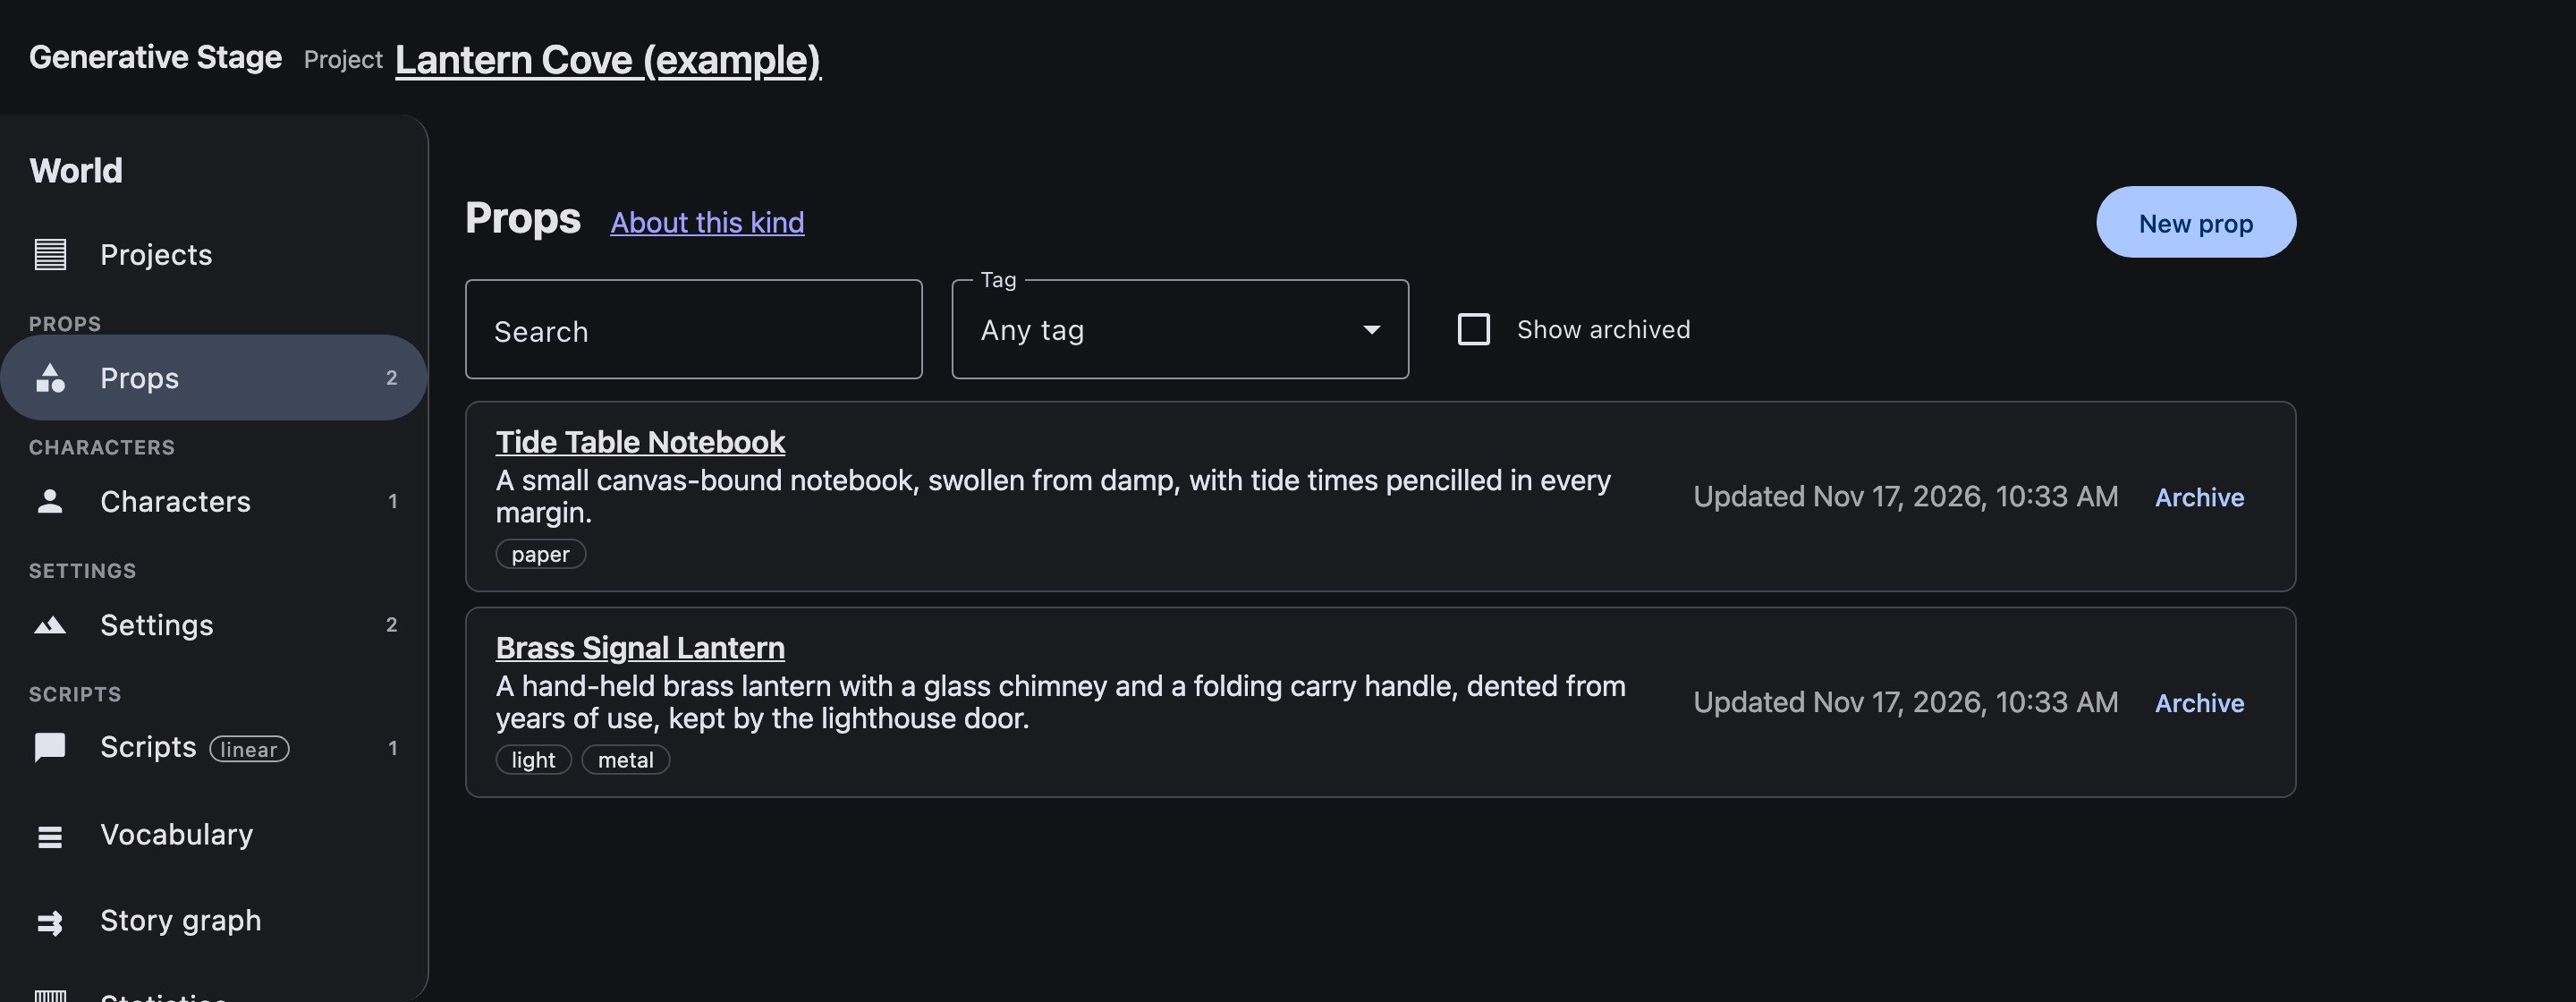 Generative Stage Project Lantern Cove (example)
World
Projects
PROPS
Props 2
CHARACTERS
Characters 1
SETTINGS
Settings 2
SCRIPTS
Scripts linear 1
Vocabulary
Story graph
Props About this kind
New prop
Search
Tag
Any tag
Show archived
Tide Table Notebook
A small canvas-bound notebook, swollen from damp, with tide times pencilled in every
margin.
paper
Updated Nov 17, 2026, 10:33 AM Archive
Brass Signal Lantern
A hand-held brass lantern with a glass chimney and a folding carry handle, dented from
years of use, kept by the lighthouse door.
light metal
Updated Nov 17, 2026, 10:33 AM Archive